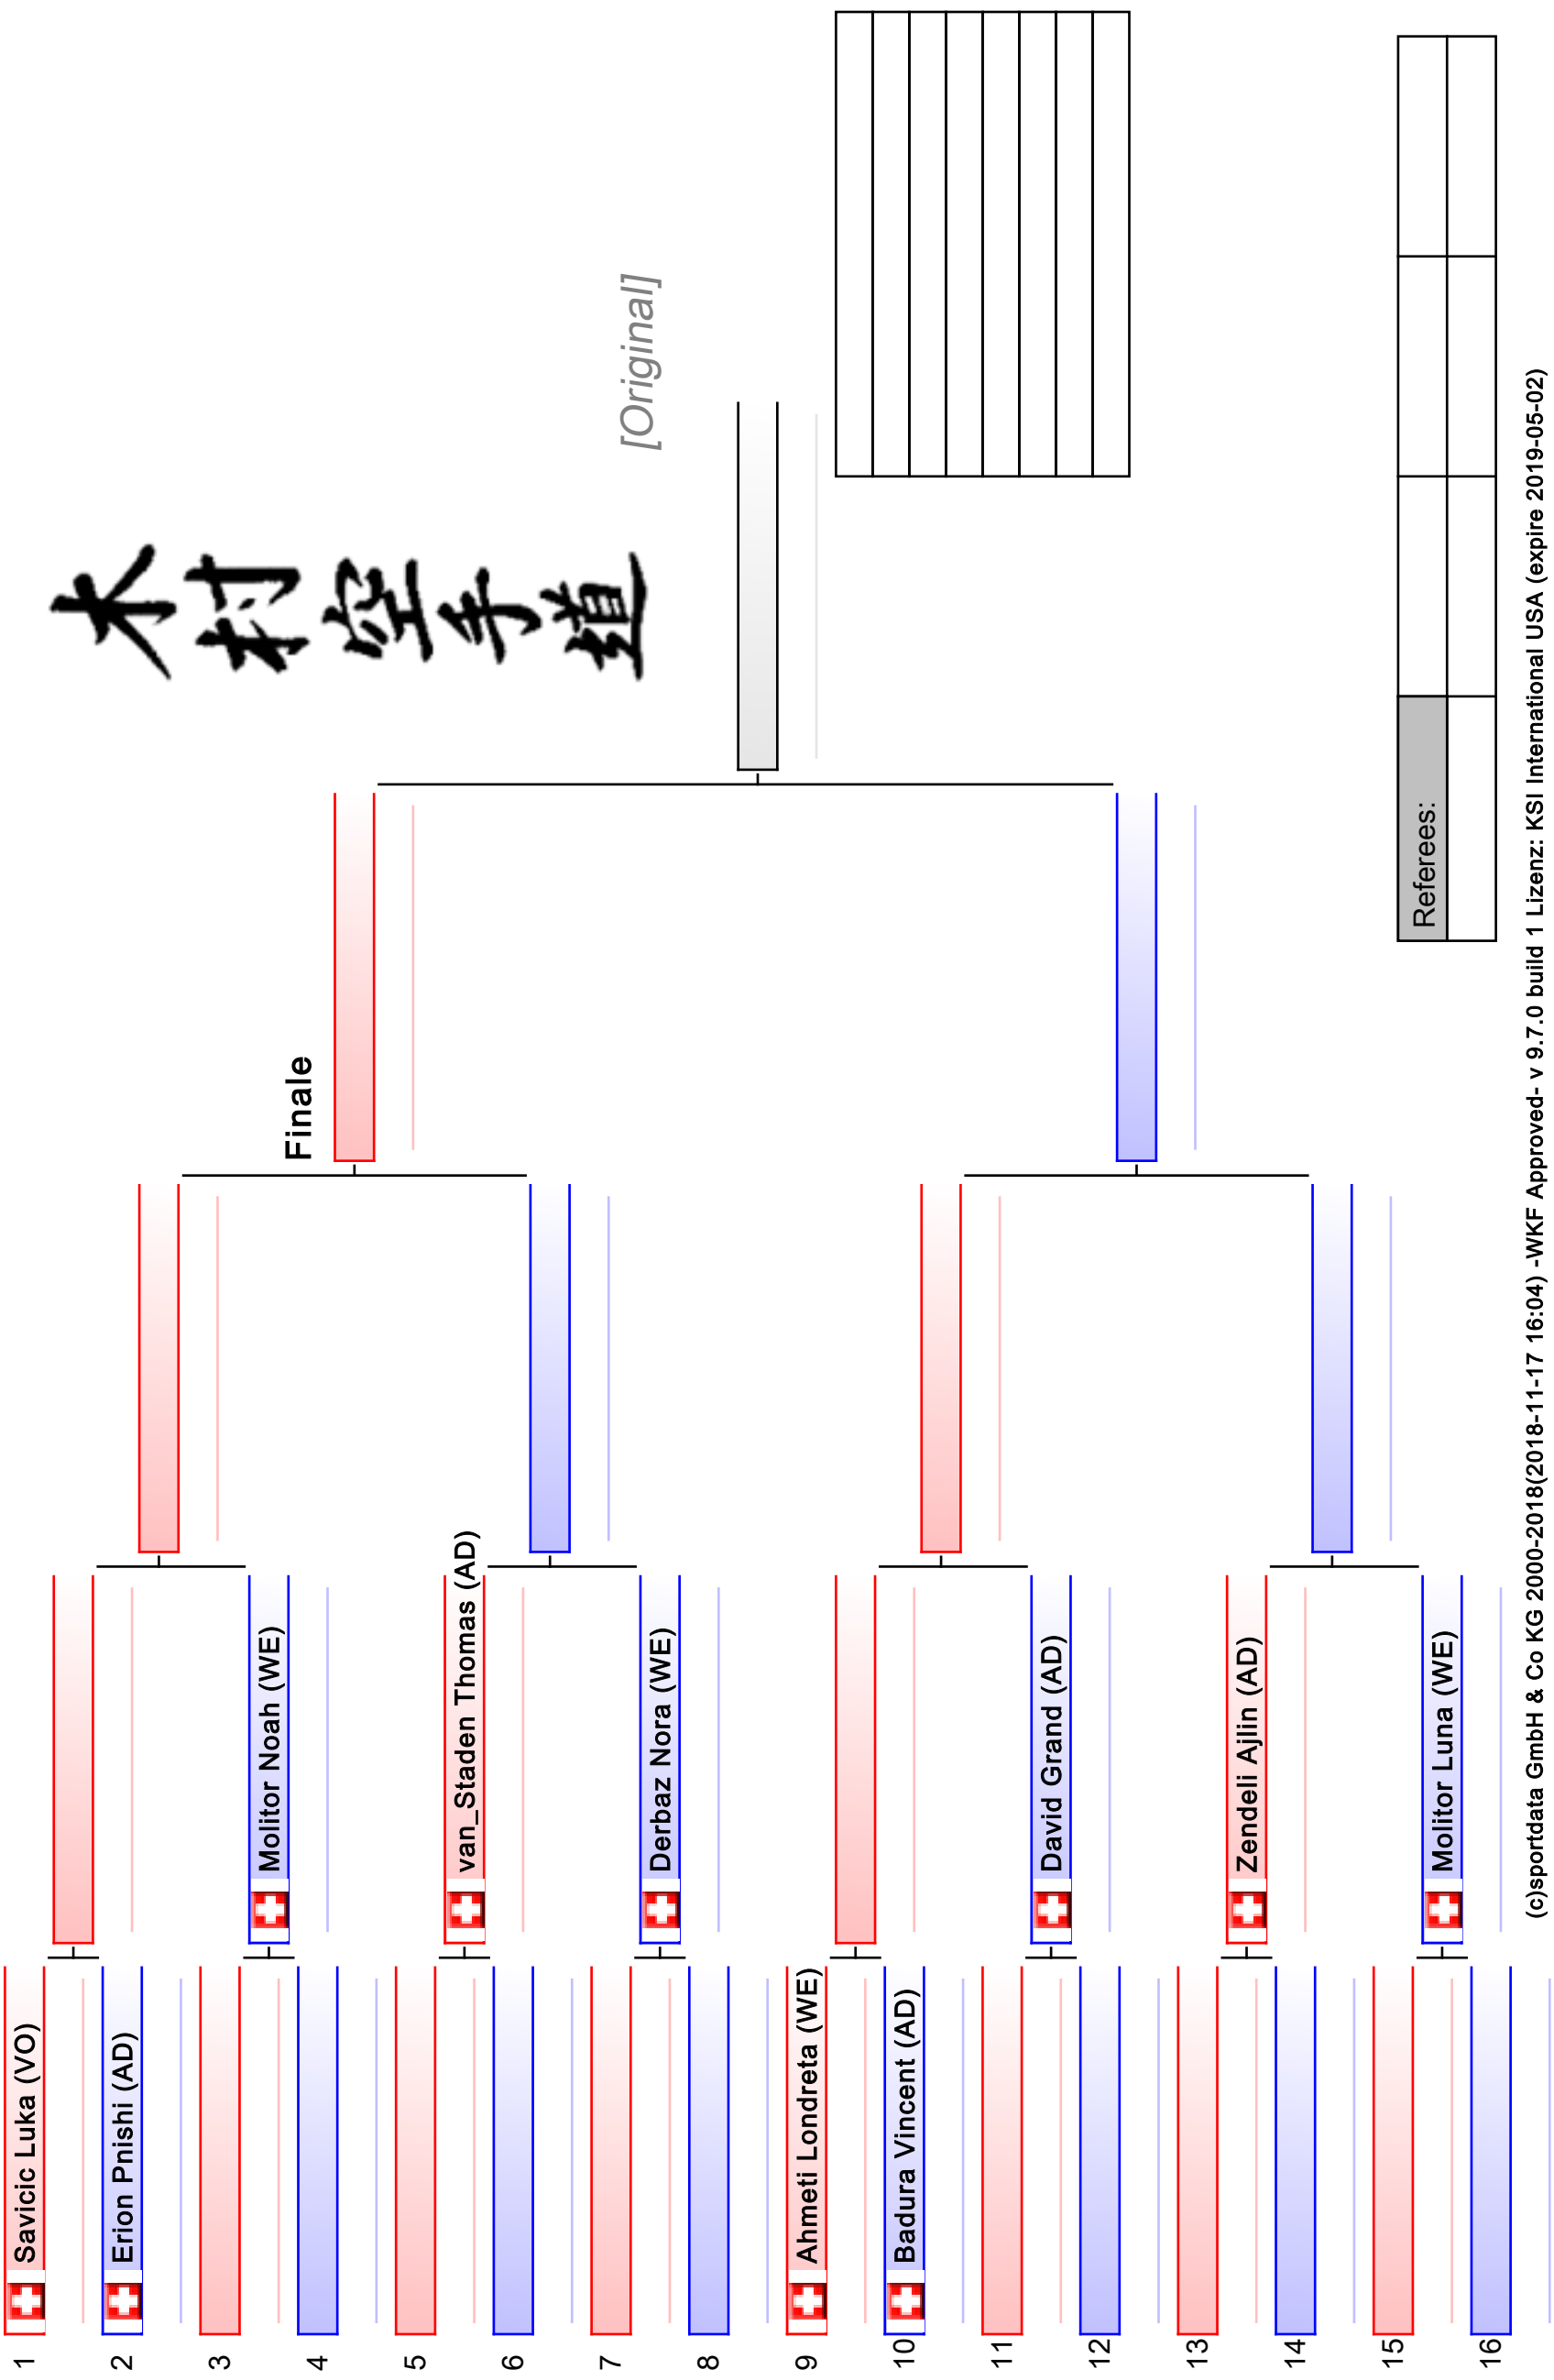 木村空手道
[Original]
Finale
1 Savicic Luka (VO)
2 Erion Pnishi (AD)
3
Molitor Noah (WE)
4
5
van_Staden Thomas (AD)
6
7
Derbaz Nora (WE)
8
9 Ahmeti Londreta (WE)
10 Badura Vincent (AD)
11
David Grand (AD)
12
13
Zendeli Ajlin (AD)
14
15
Molitor Luna (WE)
16
Referees:
(c)sportdata GmbH & Co KG 2000-2018(2018-11-17 16:04) -WKF Approved- v 9.7.0 build 1 Lizenz: KSI International USA (expire 2019-05-02)